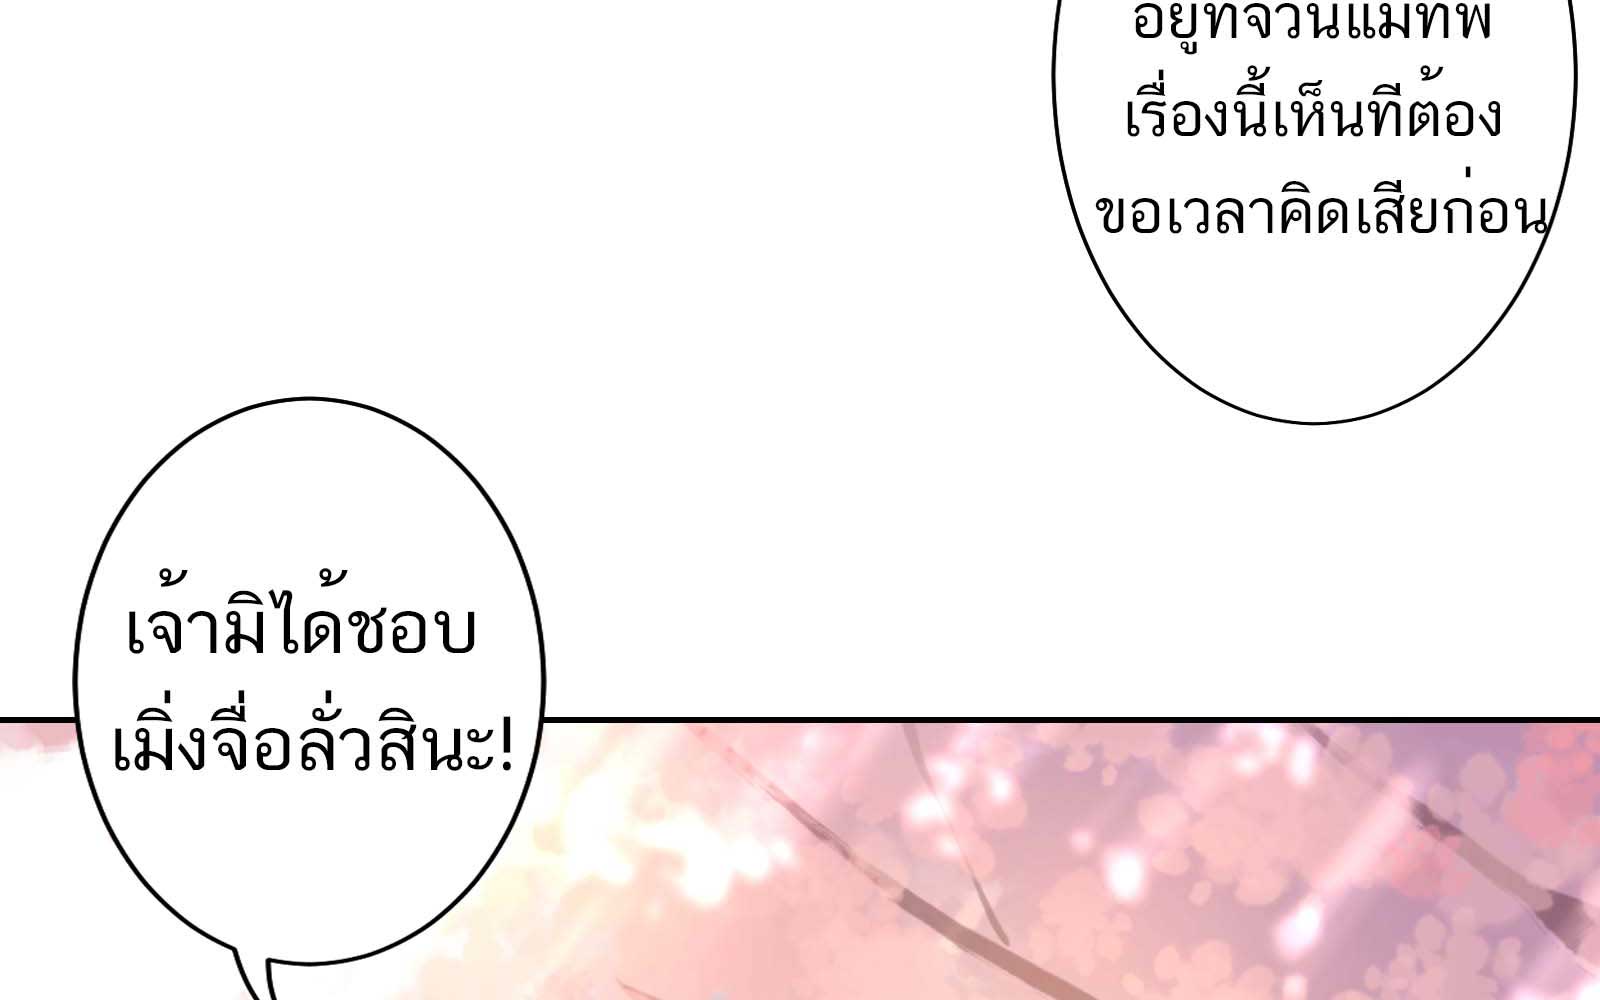 อยู่ที่จวนแม่ทัพ
เรื่องนี้เห็นทีต้อง
ขอเวลาคิดเสียก่อน
เจ้ามิได้ชอบ
เมิ่งจื่อลั่วสินะ!